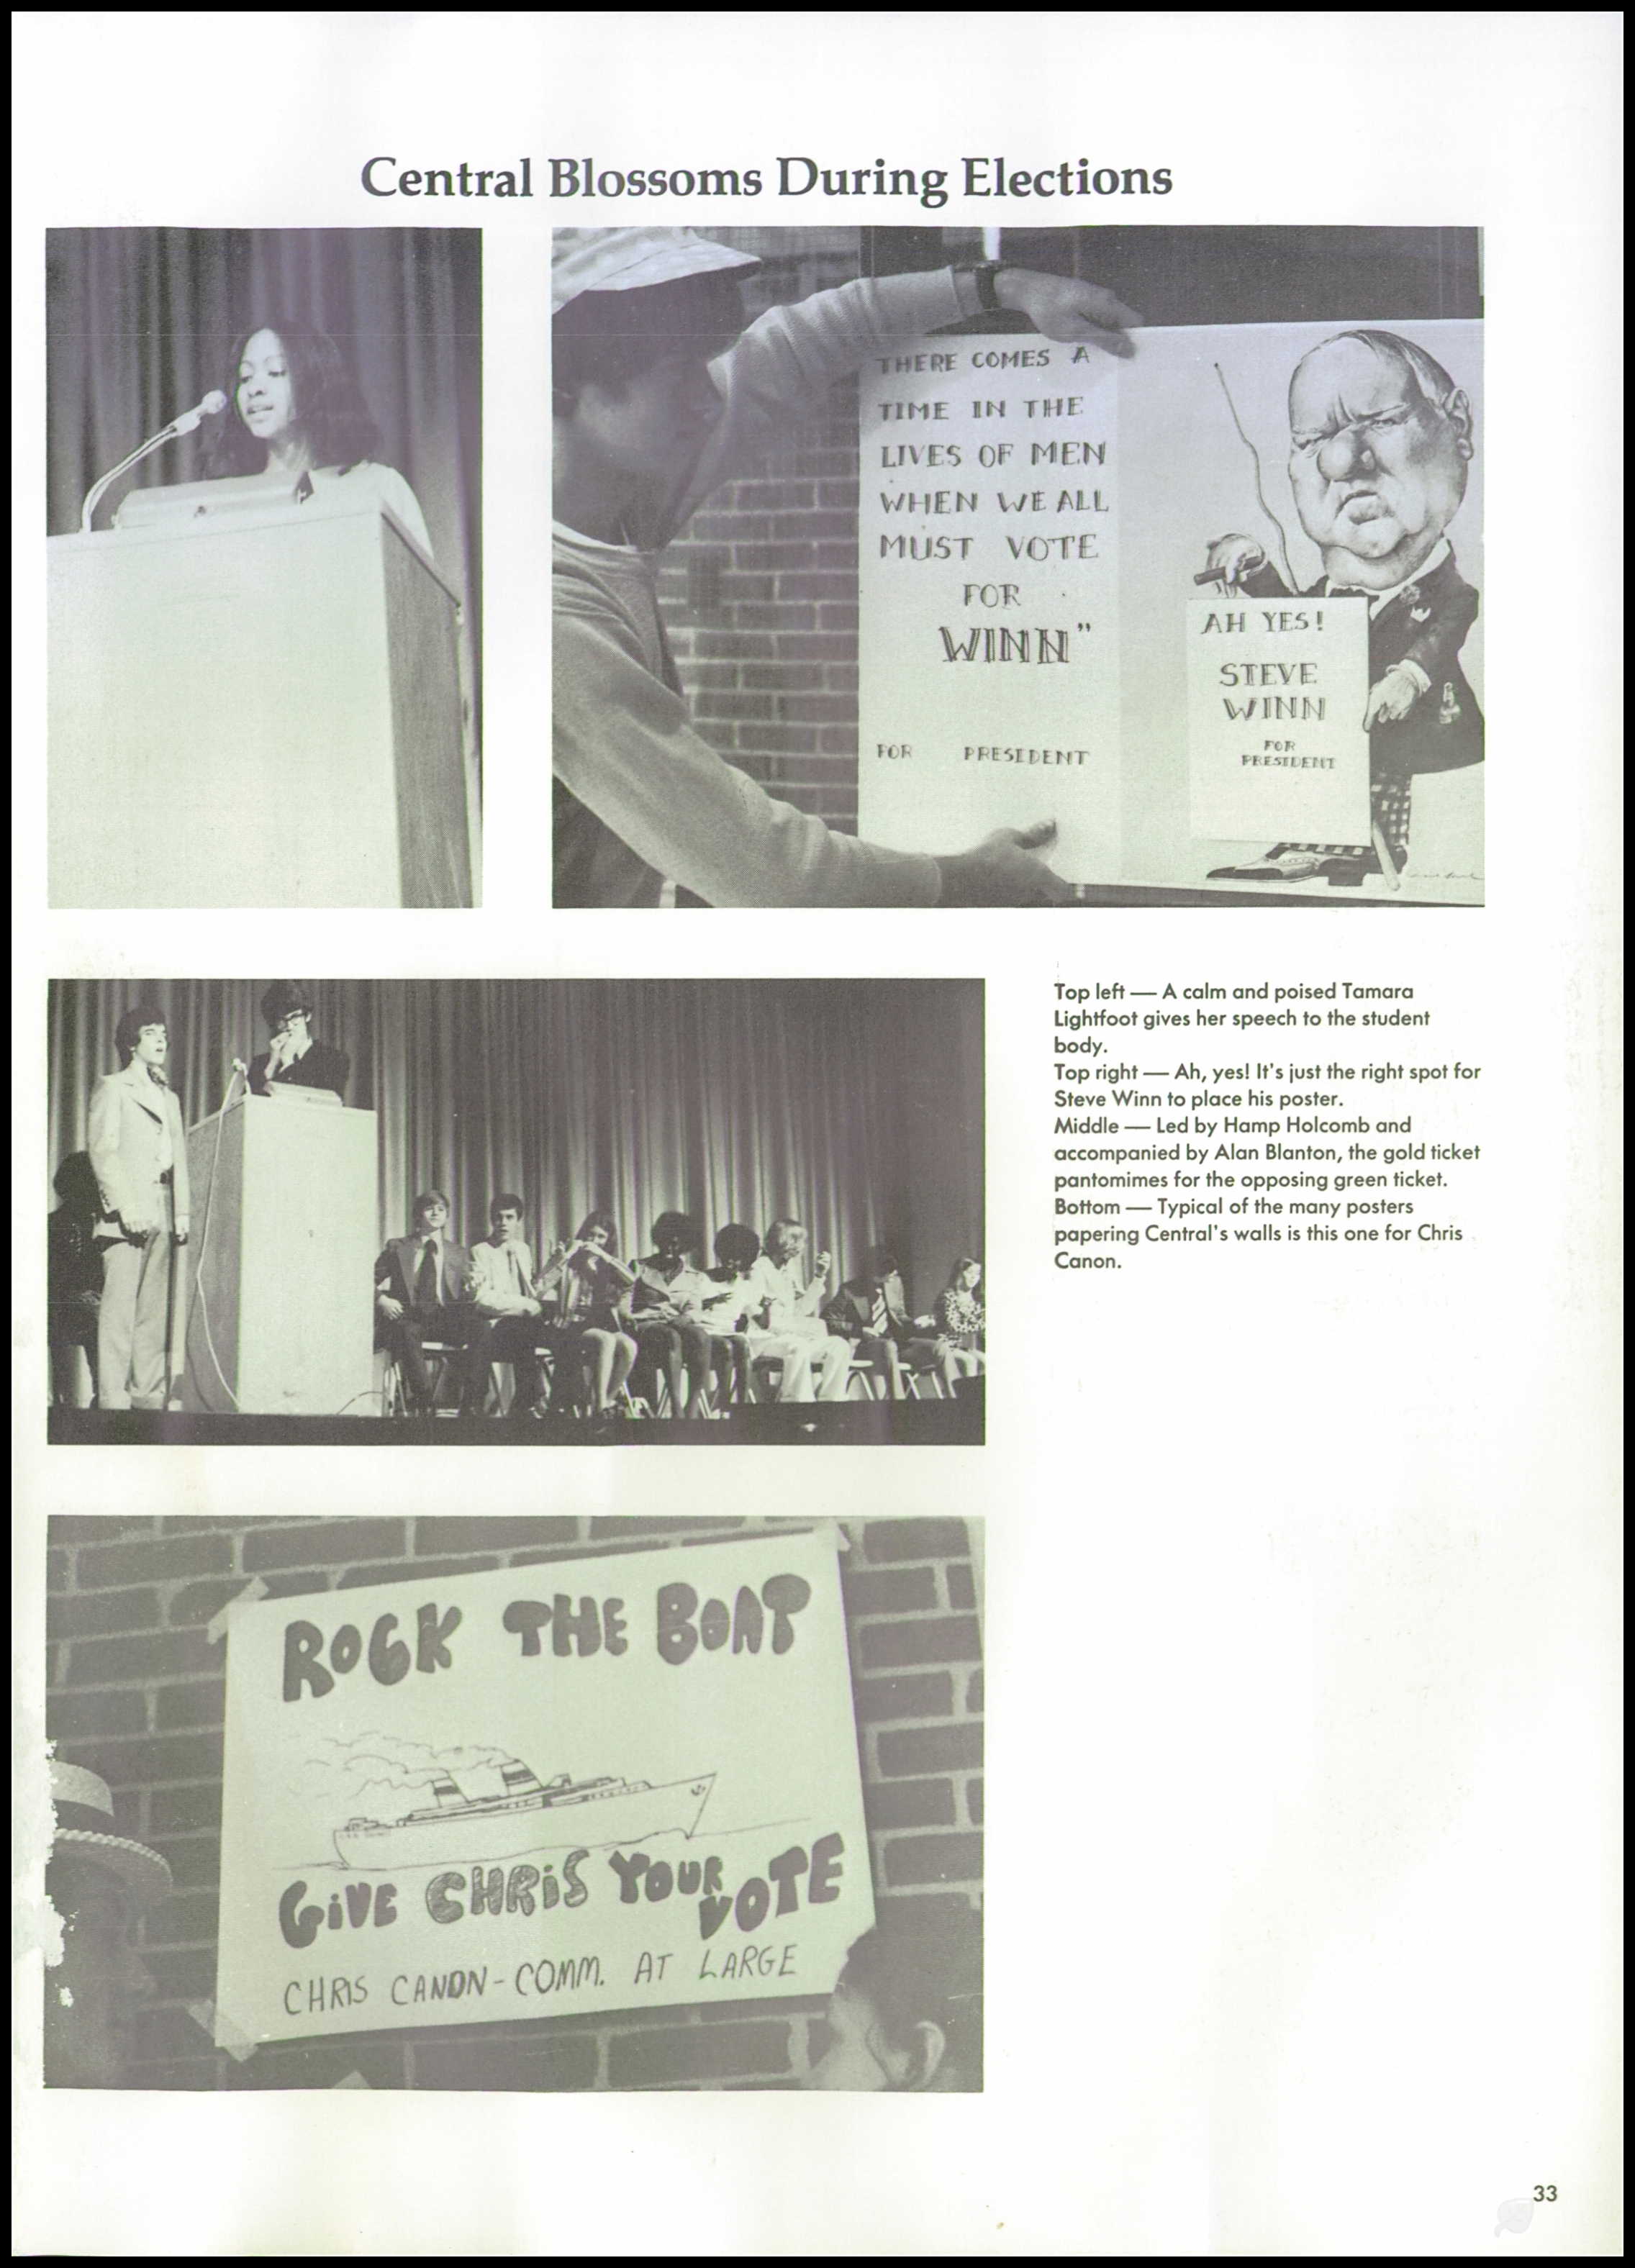 Central Blossoms During Elections
THERE COMES A
TIME IN THE
LIVES OF MEN
WHEN WE ALL
MUST VOTE
FOR
WINN"
FOR PRESIDENT
AH YES!
STEVE
WINN
FOR
PRESIDENT
Top left — A calm and poised Tamara
Lightfoot gives her speech to the student
body.
Top right — Ah, yes! It's just the right spot for
Steve Winn to place his poster.
Middle — Led by Hamp Holcomb and
accompanied by Alan Blanton, the gold ticket
pantomimes for the opposing green ticket.
Bottom — Typical of the many posters
papering Central's walls is this one for Chris
Canon.
ROCK THE BOAT
GIVE CHRIS YOUR
VOTE
CHRIS CANON-COMM. AT LARGE
33